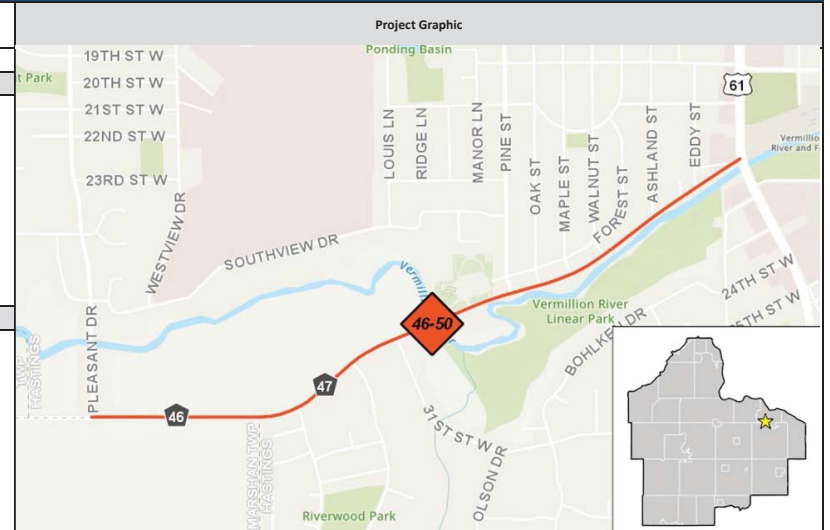 Project Graphic
19TH ST W
Ponding Basin
t Park
20TH ST W
61
21ST ST W
22ND ST W
LOUIS LN
RIDGE LN
MANOR LN
PINE ST
OAK ST
MAPLE ST
WALNUT ST
FOREST ST
ASHLAND ST
EDDY ST
Vermillio
River and F
23RD ST W
WESTVIEW DR
SOUTHVIEW DR
Vermilli
24TH ST W
5TH ST W
Vermillion River
Linear Park
BOHLKEN DR
46-50
TWP
HASTINGS
PLEASANT DR
47
46
31ST ST W
MARSHAN TWP
HASTINGS
OLSON DR
Riverwood Park